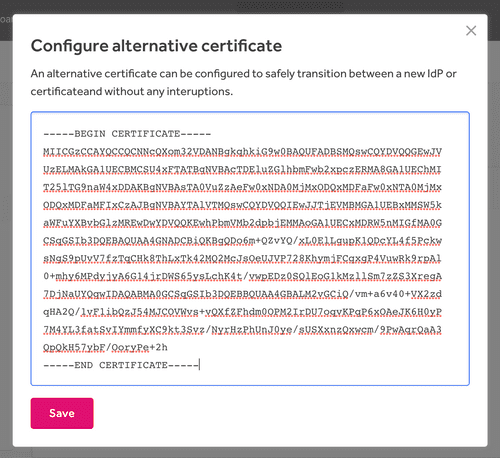 Configure alternative certificate
An alternative certificate can be configured to safely transition between a new IdP or
certificateand without any interuptions.
-----BEGIN CERTIFICATE-----
MIICGzCCAYQCCQCNNcQXom32VDANBgkqhkiG9w0BAQUFADBSMQswCQYDVQQGEwJV
UzELMAkGA1UECBMCSU4xFTATBgNVBAcTDEluZGlhbmFwb2xpczERMA8GA1UEChMI
T25lTG9naW4xDDAKBgNVBAsTA0VuZzAeFw0xNDA0MjMxODQxMDFaFw0xNTA0MjMx
ODQxMDFaMFIxCzAJBgNVBAYTAlVTMQswCQYDVQQIEwJJTjEVMBMGA1UEBxMMSW5k
aWFuYXBvbGlzMREwDwYDVQQKEwhPbmVMb2dpbjEMMAoGA1UECxMDRW5nMIGfMA0G
CSqGSIb3DQEBAQUAA4GNADCBiQKBgQDo6m+QZvYQ/xL0ElLgupK1QDcYL4f5Pckw
sNgS9pUvV7fzTqCHk8ThLxTk42MQ2McJsOeUJVP728KhymjFCqxgP4VuwRk9rpAl
0+mhy6MPdyjyA6G14jrDWS65ysLchK4t/vwpEDz0SQlEoG1kMzllSm7zZS3XregA
7DjNaUYQqwIDAQABMA0GCSqGSIb3DQEBBQUAA4GBALM2vGCiQ/vm+a6v40+VX2zd
qHA2Q/1vF1ibQzJ54MJCOVWvs+vQXfZFhdm0OPM2IrDU7oqvKPqP6xOAeJK6H0yP
7M4YL3fatSvIYmmfyXC9kt3Svz/NyrHzPhUnJ0ye/sUSXxnzQxwcm/9PwAqrQaA3
QpQkH57ybF/OoryPe+2h
-----END CERTIFICATE-----
Save